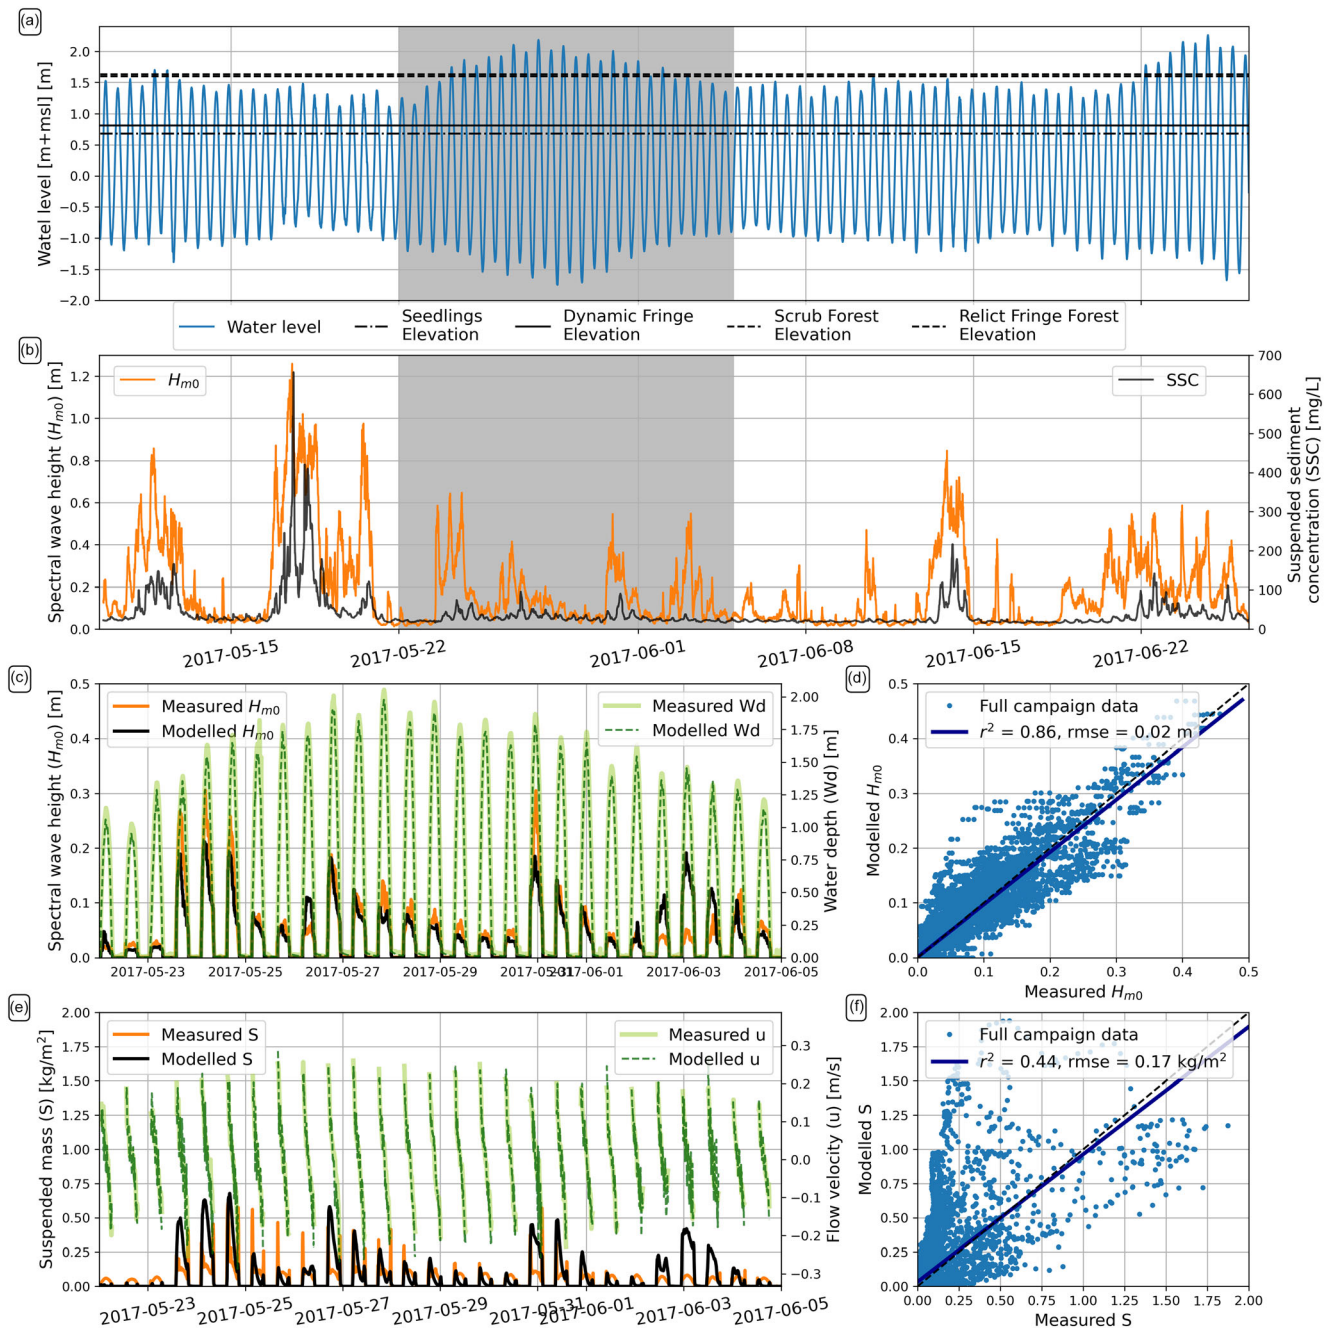 (a)
2.0
1.5
1.0
0.5
0.0
−0.5
−1.0
−1.5
−2.0
Watel level [m+msl] [m]
Water level
Seedlings
Elevation
Dynamic Fringe
Elevation
Scrub Forest
Elevation
Relict Fringe Forest
Elevation
(b)
1.2
1.0
0.8
0.6
0.4
0.2
0.0
Spectral wave height (Hm0) [m]
Hm0
SSC
700
600
500
400
300
200
100
0
Suspended sediment
concentration (SSC) [mg/L]
2017-05-15
2017-05-22
2017-06-01
2017-06-08
2017-06-15
2017-06-22
(c)
0.5
0.4
0.3
0.2
0.1
0.0
Spectral wave height (Hm0) [m]
Measured Hm0
Modelled Hm0
Measured Wd
Modelled Wd
2.00
1.75
1.50
1.25
1.00
0.75
0.50
0.25
0.00
Water depth (Wd) [m]
2017-05-23
2017-05-25
2017-05-27
2017-05-29
2017-05-31
2017-06-01
2017-06-03
2017-06-05
(d)
0.5
0.4
0.3
0.2
0.1
0.0
Modelled Hm0
Full campaign data
r² = 0.86, rmse = 0.02 m
0.0
0.1
0.2
0.3
0.4
0.5
Measured Hm0
(e)
2.00
1.75
1.50
1.25
1.00
0.75
0.50
0.25
0.00
Suspended mass (S) [kg/m²]
Measured S
Modelled S
Measured u
Modelled u
0.3
0.2
0.1
0.0
−0.1
−0.2
−0.3
Flow velocity (u) [m/s]
2017-05-23
2017-05-25
2017-05-27
2017-05-29
2017-05-31
2017-06-01
2017-06-03
2017-06-05
(f)
2.00
1.75
1.50
1.25
1.00
0.75
0.50
0.25
0.00
Modelled S
Full campaign data
r² = 0.44, rmse = 0.17 kg/m²
0.00
0.25
0.50
0.75
1.00
1.25
1.50
1.75
2.00
Measured S